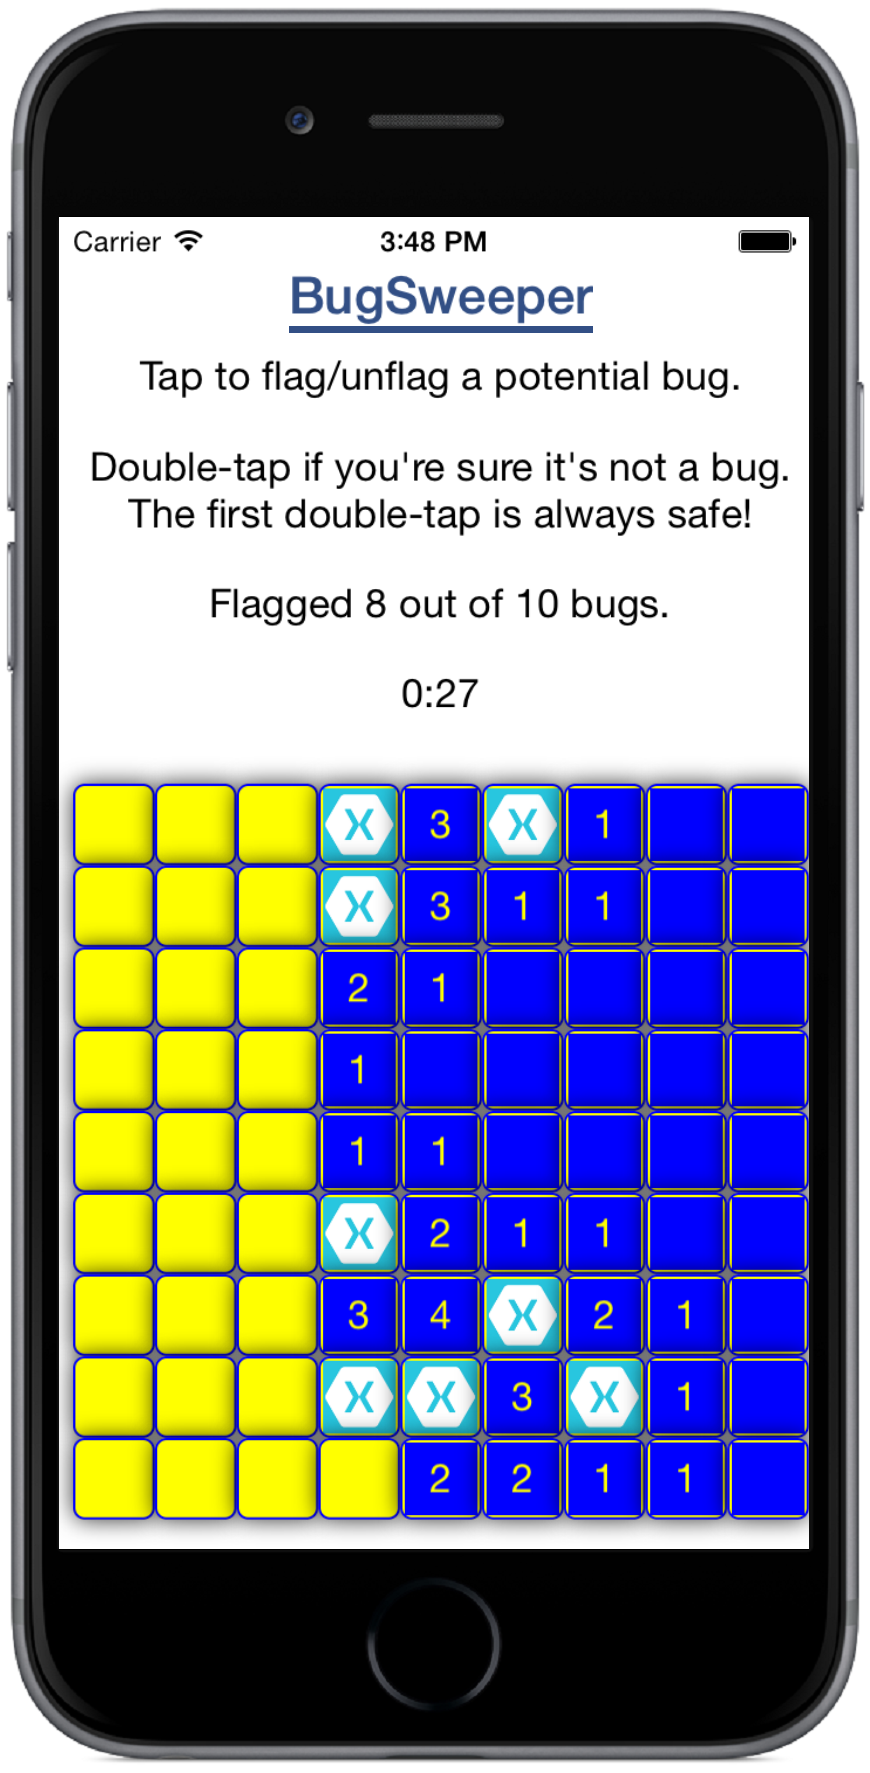 Carrier 3:48 PM
BugSweeper
Tap to flag/unflag a potential bug.
Double-tap if you're sure it's not a bug.
The first double-tap is always safe!
Flagged 8 out of 10 bugs.
0:27
X 3 X 1
X 3 1 1
2 1
1
1 1
X 2 1 1
3 4 X 2 1
X X 3 X 1
2 2 1 1